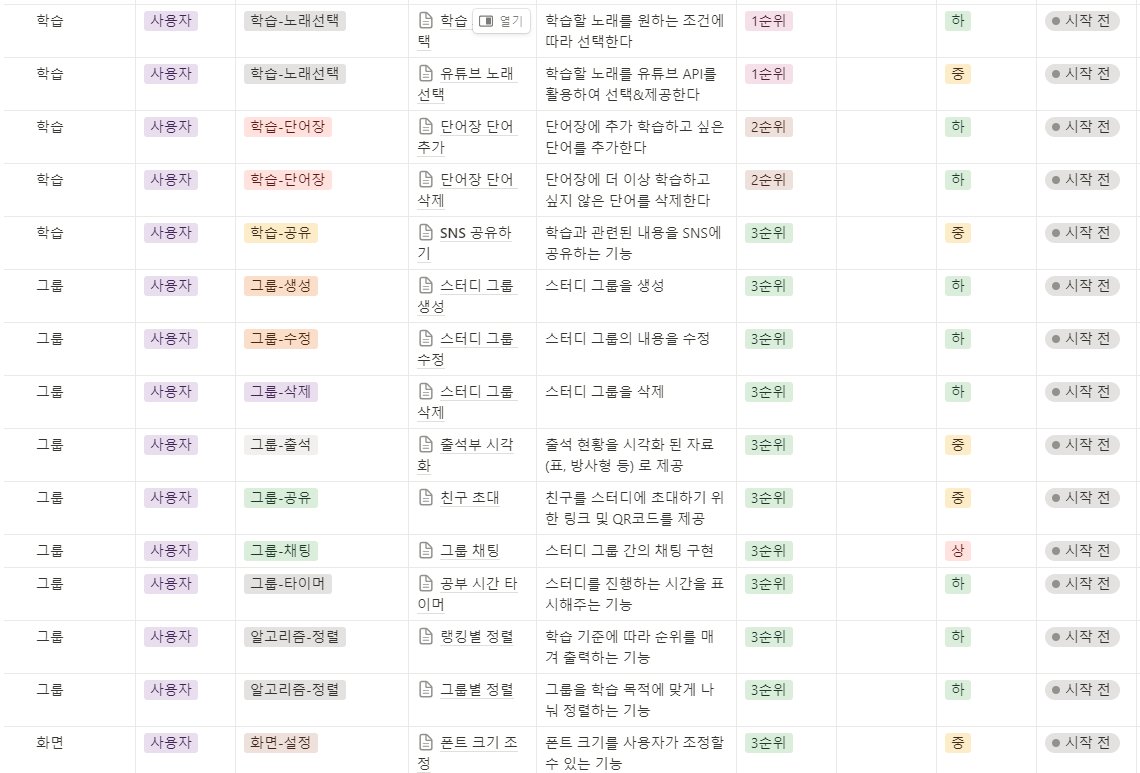 학습 사용자 학습-노래선택 학습 열기 학습할 노래를 원하는 조건에 1순위 하 시작 전
택 따라 선택한다
학습 사용자 학습-노래선택 유튜브 노래 학습할 노래를 유튜브 API를 1순위 중 시작 전
선택 활용하여 선택&제공한다
학습 사용자 학습-단어장 단어장 단어 단어장에 추가 학습하고 싶은 2순위 하 시작 전
추가 단어를 추가한다
학습 사용자 학습-단어장 단어장 단어 단어장에 더 이상 학습하고 2순위 하 시작 전
삭제 싶지 않은 단어를 삭제한다
학습 사용자 학습-공유 SNS 공유하 학습과 관련된 내용을 SNS에 3순위 중 시작 전
기 공유하는 기능
그룹 사용자 그룹-생성 스터디 그룹 스터디 그룹을 생성 3순위 하 시작 전
생성
그룹 사용자 그룹-수정 스터디 그룹 스터디 그룹의 내용을 수정 3순위 하 시작 전
수정
그룹 사용자 그룹-삭제 스터디 그룹 스터디 그룹을 삭제 3순위 하 시작 전
삭제
그룹 사용자 그룹-출석 출석부 시각 출석 현황을 시각화 된 자료 3순위 중 시작 전
화 (표, 방사형 등) 로 제공
그룹 사용자 그룹-공유 친구 초대 친구를 스터디에 초대하기 위 3순위 중 시작 전
한 링크 및 QR코드를 제공
그룹 사용자 그룹-채팅 그룹 채팅 스터디 그룹 간의 채팅 구현 3순위 상 시작 전
그룹 사용자 그룹-타이머 공부 시간 타 스터디를 진행하는 시간을 표 3순위 하 시작 전
이머 시해주는 기능
그룹 사용자 알고리즘-정렬 랭킹별 정렬 학습 기준에 따라 순위를 매 3순위 하 시작 전
겨 출력하는 기능
그룹 사용자 알고리즘-정렬 그룹별 정렬 그룹을 학습 목적에 맞게 나 3순위 하 시작 전
눠 정렬하는 기능
화면 사용자 화면-설정 폰트 크기 조 폰트 크기를 사용자가 조정할 3순위 중 시작 전
정 수 있는 기능